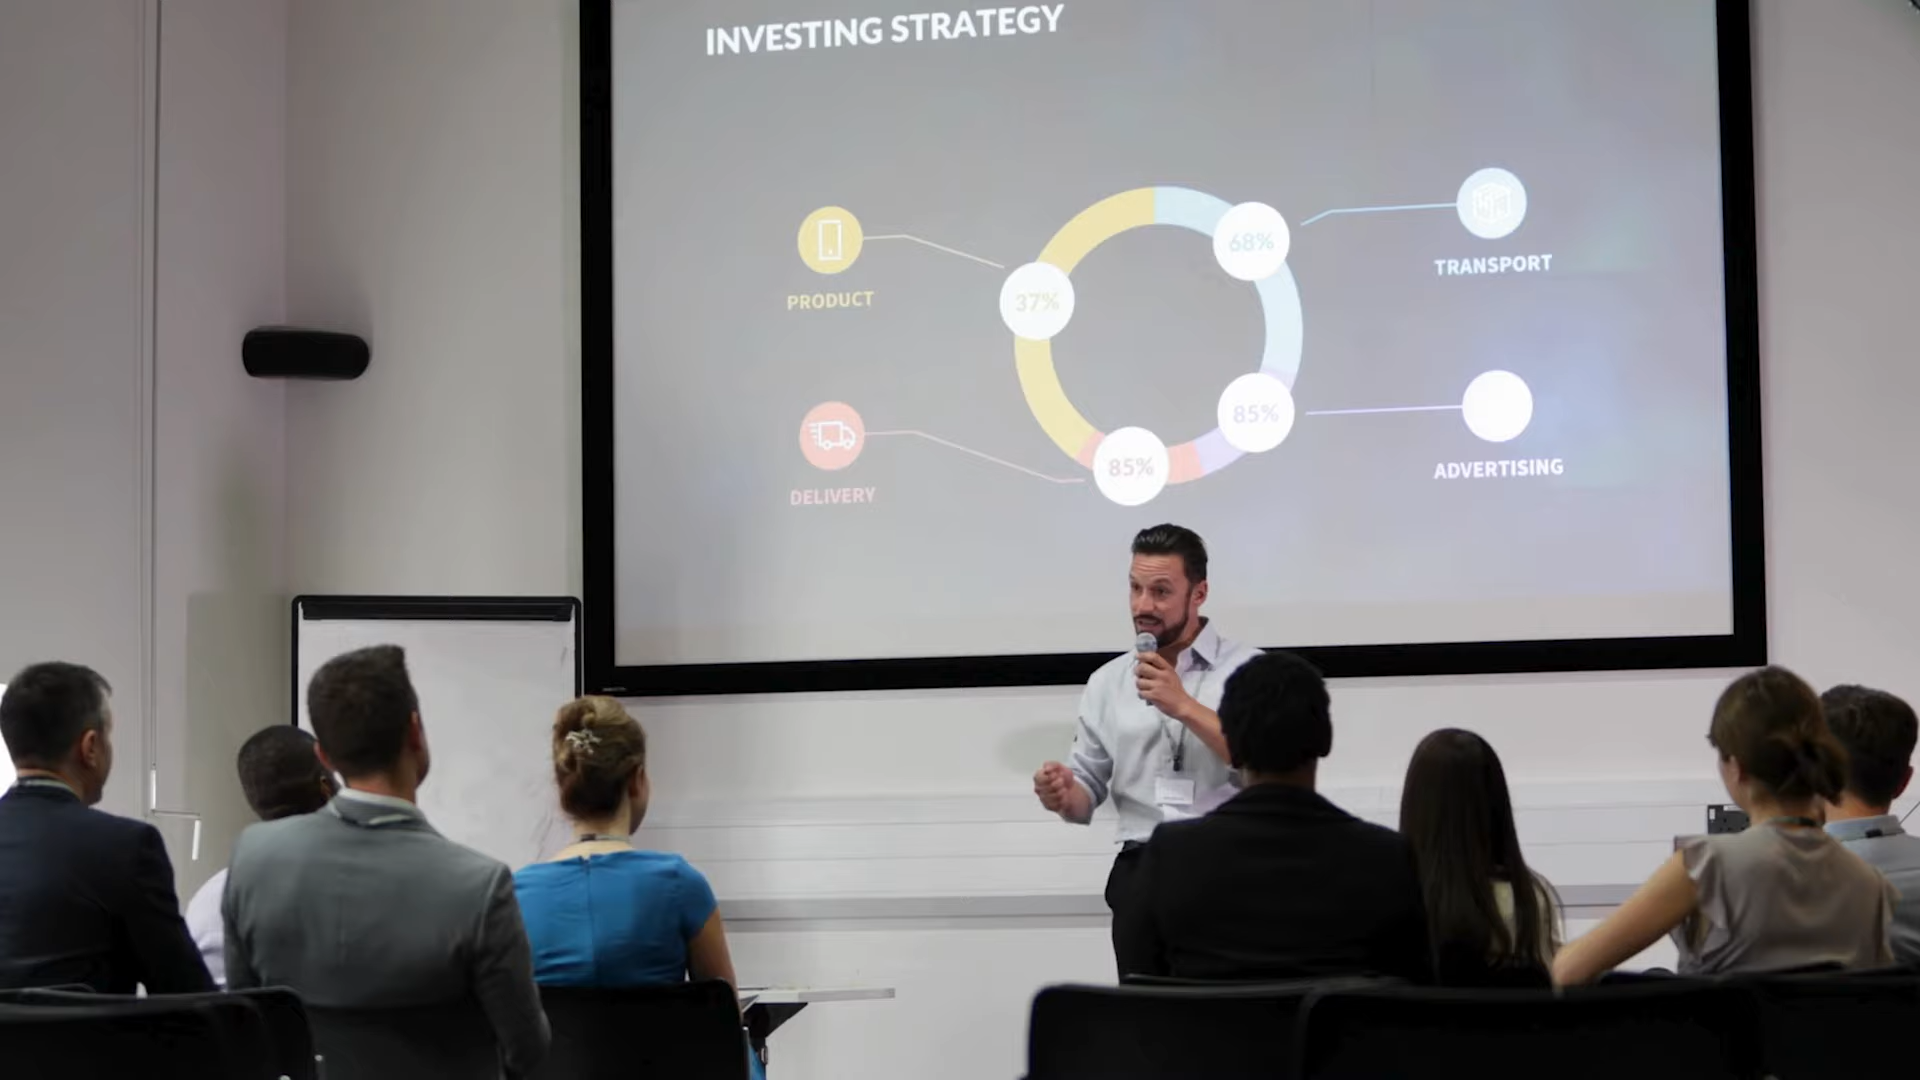 INVESTING STRATEGY
68%
TRANSPORT
PRODUCT
37%
85%
ADVERTISING
85%
DELIVERY